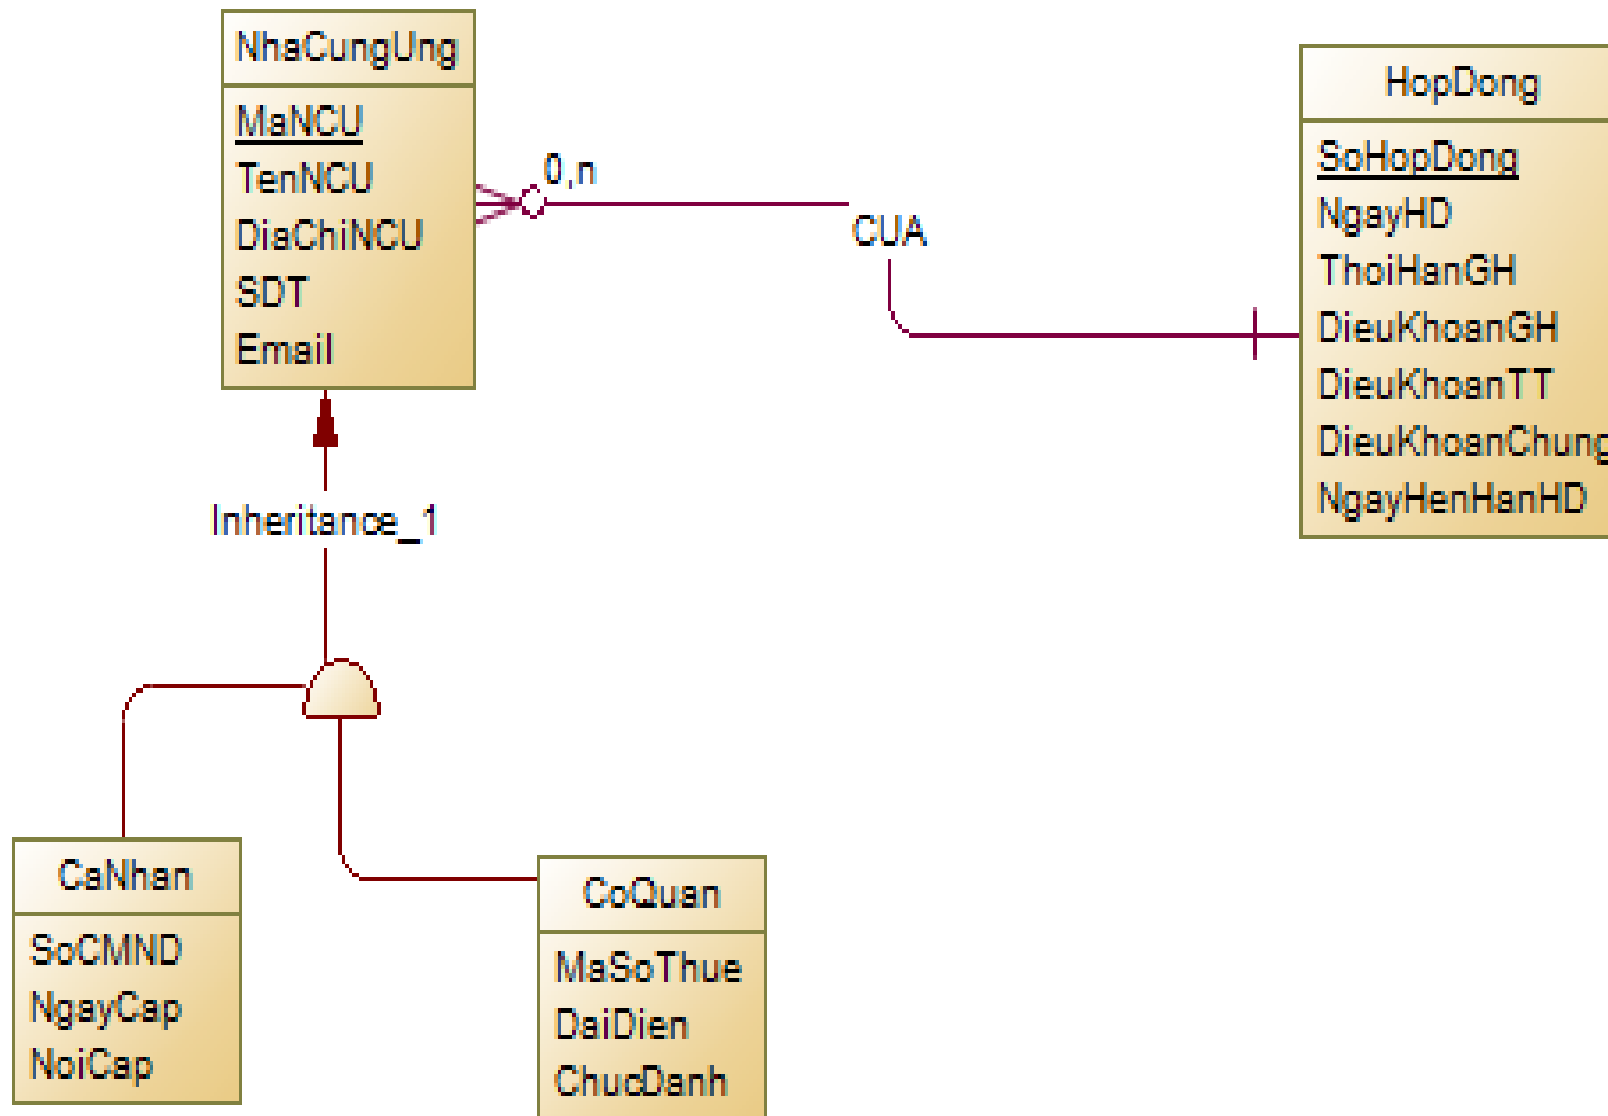 NhaCungUng
MaNCU
TenNCU
DiaChiNCU
SDT
Email
0,n
CUA
HopDong
SoHopDong
NgayHD
ThoiHanGH
DieuKhoanGH
DieuKhoanTT
DieuKhoanChung
NgayHenHanHD
Inheritance_1
CaNhan
SoCMND
NgayCap
NoiCap
CoQuan
MaSoThue
DaiDien
ChucDanh